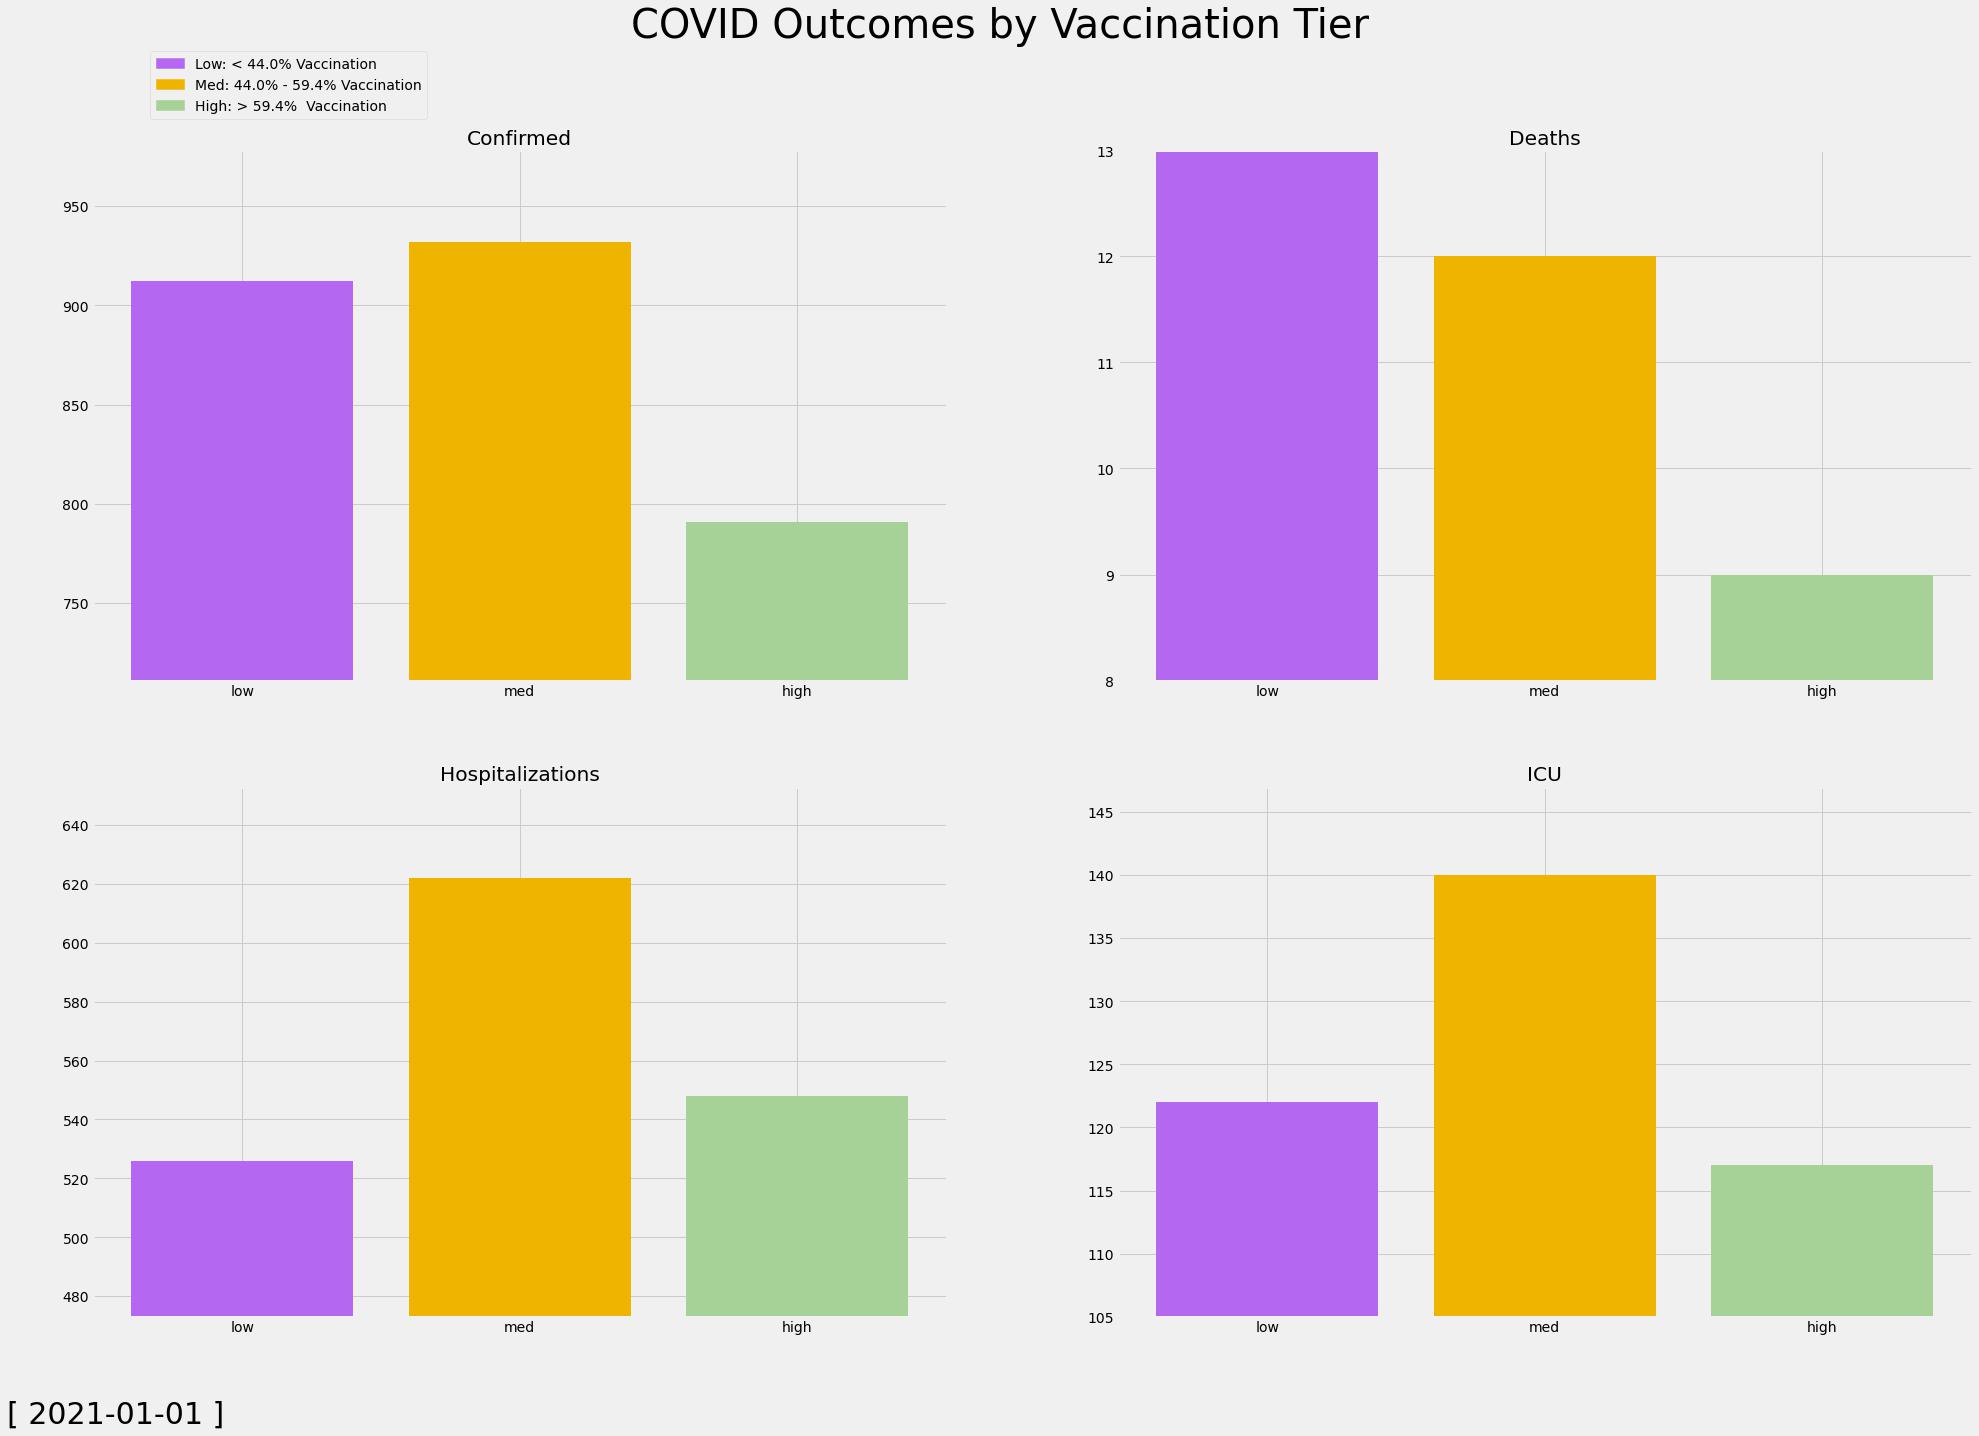 COVID Outcomes by Vaccination Tier
Low: < 44.0% Vaccination
Med: 44.0% - 59.4% Vaccination
High: > 59.4%  Vaccination
Confirmed
950
900
850
800
750
low med high
Deaths
13
12
11
10
9
8
low med high
Hospitalizations
640
620
600
580
560
540
520
500
480
low med high
ICU
145
140
135
130
125
120
115
110
105
low med high
[ 2021-01-01 ]